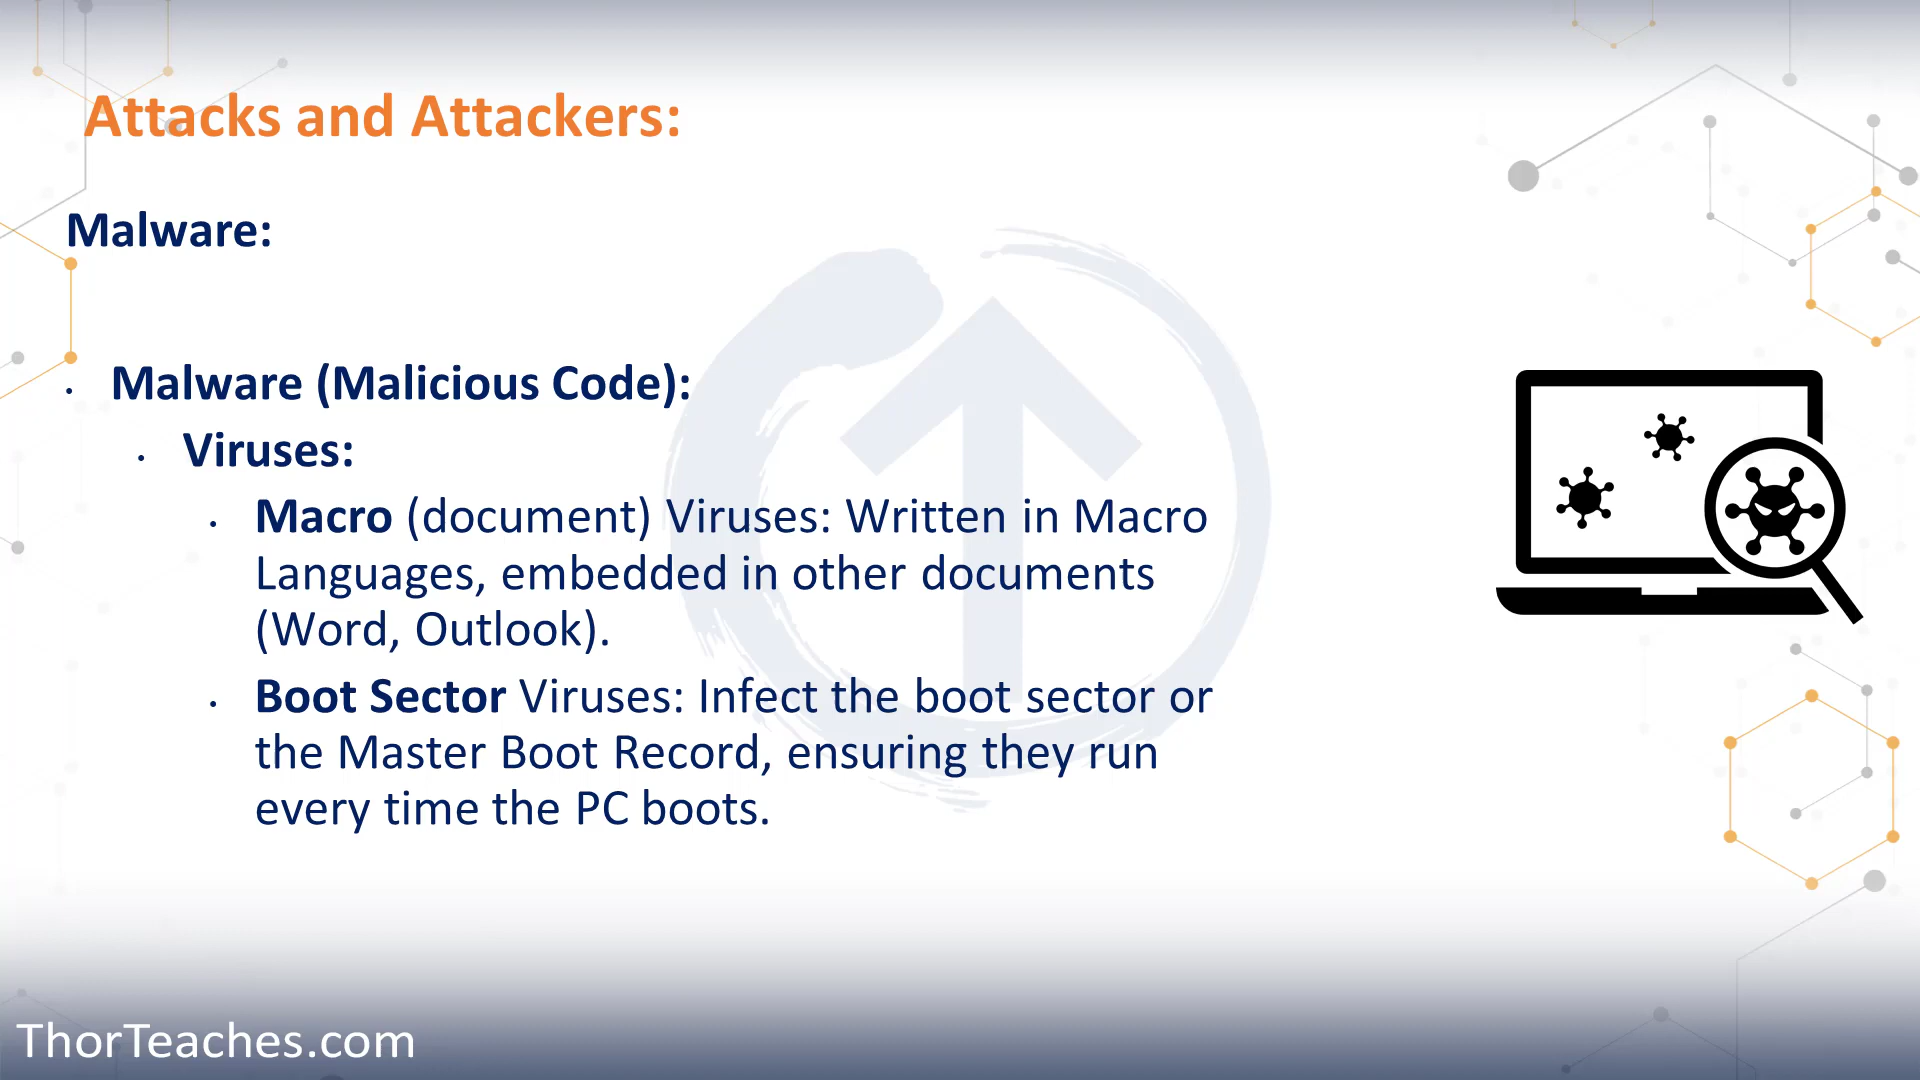 Attacks and Attackers:
Malware:
• Malware (Malicious Code):
• Viruses:
• Macro (document) Viruses: Written in Macro
Languages, embedded in other documents
(Word, Outlook).
• Boot Sector Viruses: Infect the boot sector or
the Master Boot Record, ensuring they run
every time the PC boots.
ThorTeaches.com